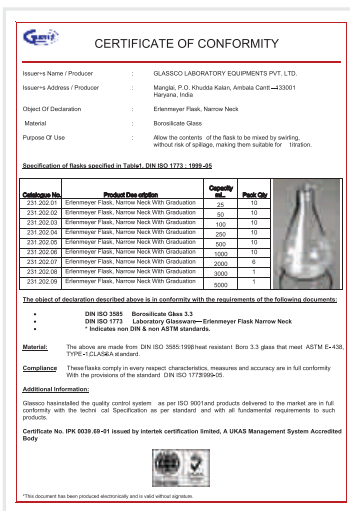 Glassco
CERTIFICATE OF CONFORMITY
Issuer+s Name / Producer : GLASSCO LABORATORY EQUIPMENTS PVT. LTD.
Issuer+s Address / Producer : Manglai, P.O. Khudda Kalan, Ambala Cantt—133001
Haryana, India
Object Of Declaration : Erlenmeyer Flask, Narrow Neck
Material : Borosilicate Glass
Purpose Of Use : Allow the contents of the flask to be mixed by swirling,
without risk of spillage, making them suitable for titration.
Specification of flasks specified in Table1, DIN ISO 1773 : 1999 -05
Catalogue No. Product Des cription Capacity mL. Pack Qty
231.202.01 Erlenmeyer Flask, Narrow Neck With Graduation 25 10
231.202.02 Erlenmeyer Flask, Narrow Neck With Graduation 50 10
231.202.03 Erlenmeyer Flask, Narrow Neck With Graduation 100 10
231.202.04 Erlenmeyer Flask, Narrow Neck With Graduation 250 10
231.202.05 Erlenmeyer Flask, Narrow Neck With Graduation 500 10
231.202.06 Erlenmeyer Flask, Narrow Neck With Graduation 1000 10
231.202.07 Erlenmeyer Flask, Narrow Neck With Graduation 2000 6
231.202.08 Erlenmeyer Flask, Narrow Neck With Graduation 3000 1
231.202.09 Erlenmeyer Flask, Narrow Neck With Graduation 5000 1
The object of declaration described above is in conformity with the requirements of the following documents:
• DIN ISO 3585 Borosilicate Glass 3.3
• DIN ISO 1773 Laboratory Glassware—Erlenmeyer Flask Narrow Neck
• * Indicates non DIN & non ASTM standards.
Material: The above are made from DIN ISO 3585:1998 heat resistant Boro 3.3 glass that meet ASTM E-438,
TYPE-1,CLASSA standard.
Compliance Theseflasks comply in every respect characteristics, measures and accuracy are in full conformity
With the provisions of the standard DIN ISO 1773:1999-05.
Additional Information:
Glassco hasinstalled the quality control system as per ISO 9001and products delivered to the market are in full
conformity with the techni cal Specification as per standard and with all fundamental requirements to such
products.
Certificate No. IPK 0039.69-01 issued by intertek certification limited, A UKAS Management System Accredited
Body
*This document has been produced electronically and is valid without signature.